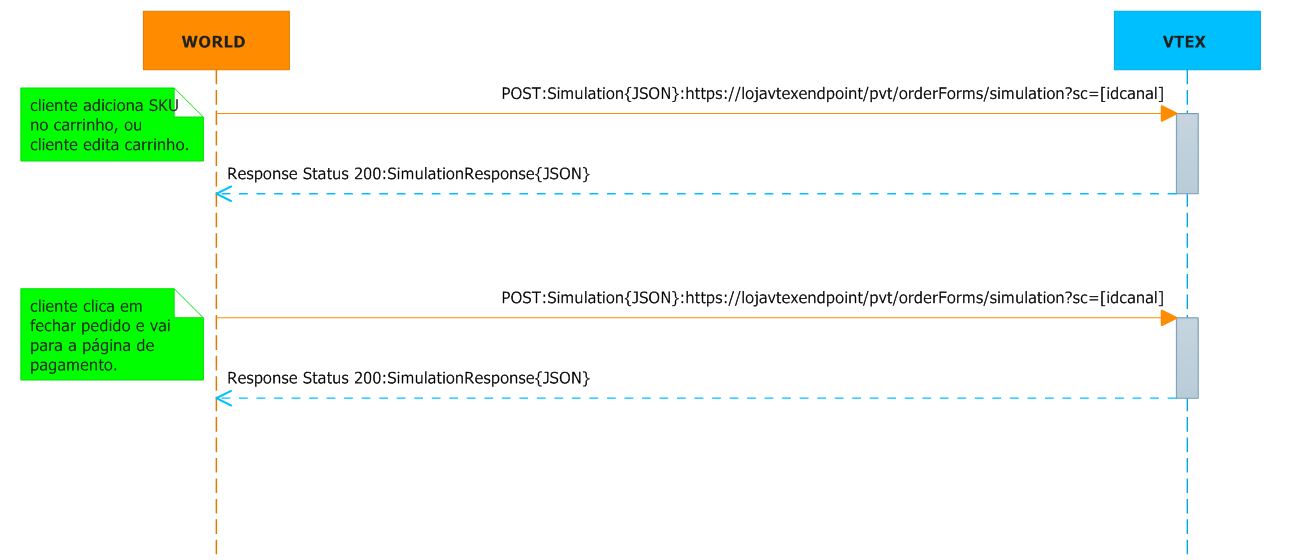 WORLD
VTEX
cliente adiciona SKU
no carrinho, ou
cliente edita carrinho.
POST:Simulation{JSON}:https://lojavtexendpoint/pvt/orderForms/simulation?sc=[idcanal]
Response Status 200:SimulationResponse{JSON}
cliente clica em
fechar pedido e vai
para a página de
pagamento.
POST:Simulation{JSON}:https://lojavtexendpoint/pvt/orderForms/simulation?sc=[idcanal]
Response Status 200:SimulationResponse{JSON}